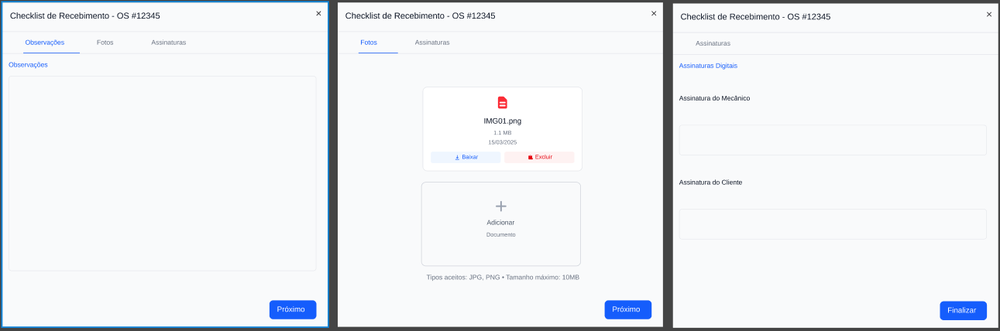 Checklist de Recebimento - OS #12345
×
Observações
Fotos
Assinaturas
Observações
Próximo
Checklist de Recebimento - OS #12345
×
Fotos
Assinaturas
IMG01.png
1.1 MB
15/03/2025
Baixar
Excluir
Adicionar
Documento
Tipos aceitos: JPG, PNG • Tamanho máximo: 10MB
Próximo
Checklist de Recebimento - OS #12345
×
Assinaturas
Assinaturas Digitais
Assinatura do Mecânico
Assinatura do Cliente
Finalizar